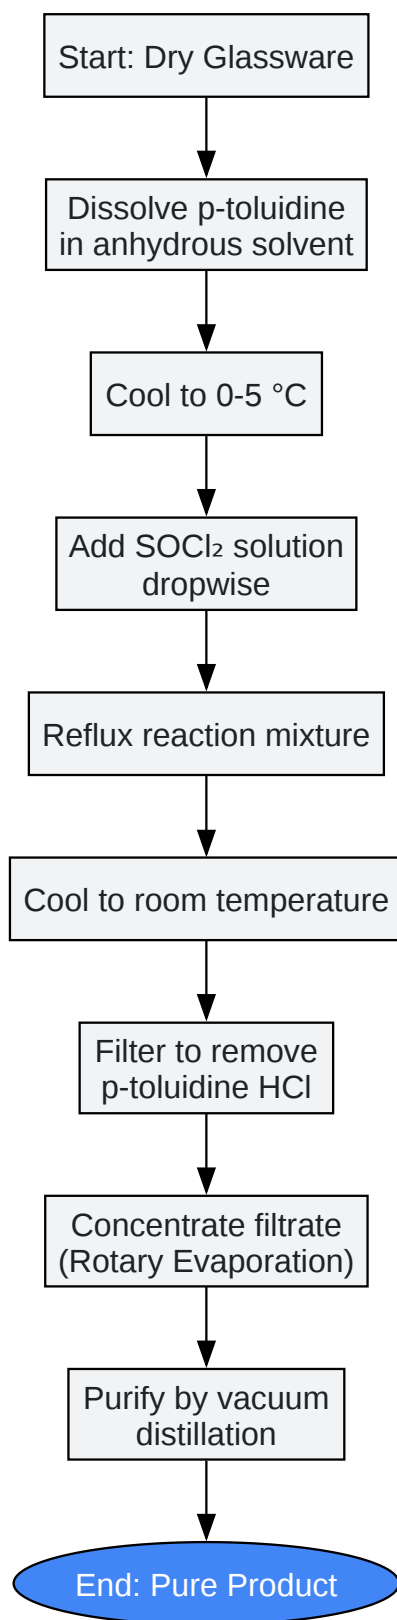 Start: Dry Glassware
Dissolve p-toluidine
in anhydrous solvent
Cool to 0-5 °C
Add SOCl₂ solution
dropwise
Reflux reaction mixture
Cool to room temperature
Filter to remove
p-toluidine HCl
Concentrate filtrate
(Rotary Evaporation)
Purify by vacuum
distillation
End: Pure Product